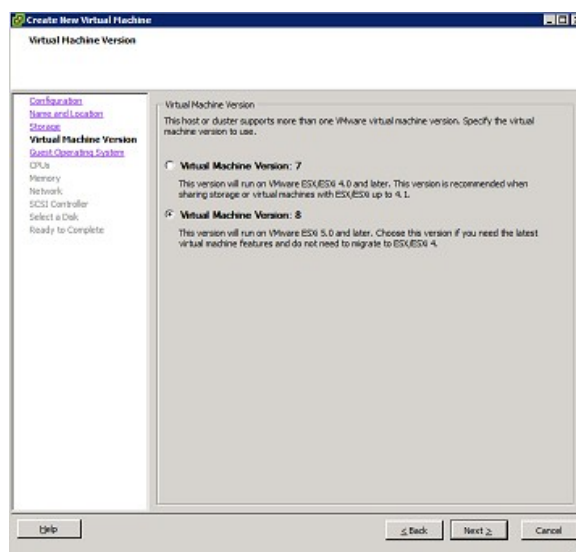 Create New Virtual Machine
Virtual Machine Version
Configuration
Name and Location
Storage
Virtual Machine Version
Guest Operating System
CPUs
Memory
Network
SCSI Controller
Select a Disk
Ready to Complete
Virtual Machine Version
This host or cluster supports more than one VMware virtual machine version. Specify the virtual
machine version to use.
Virtual Machine Version: 7
This version will run on VMware ESX/ESXi 4.0 and later. This version is recommended when
sharing storage or virtual machines with ESX/ESXi up to 4.1.
Virtual Machine Version: 8
This version will run on VMware ESXi 5.0 and later. Choose this version if you need the latest
virtual machine features and do not need to migrate to ESX/ESXi 4.
Help
< Back
Next >
Cancel